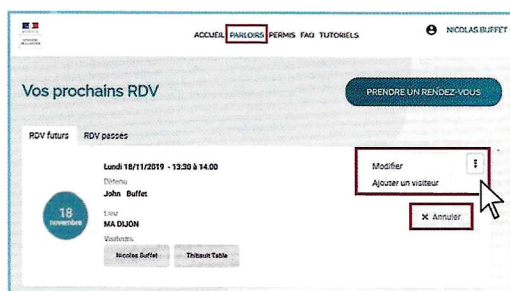 ACCUEIL PARLOIRS PERMIS FAQ TUTORIELS
NICOLAS BUFFET
Vos prochains RDV
PRENDRE UN RENDEZ-VOUS
RDV futurs RDV passés
Lundi 18/11/2019 - 13:30 à 14:00
Détenu
John Buffet
Lieu
MA DIJON
Visiteurs
Nicolas Buffet Thibault Table
18
novembre
Modifier
Ajouter un visiteur
× Annuler